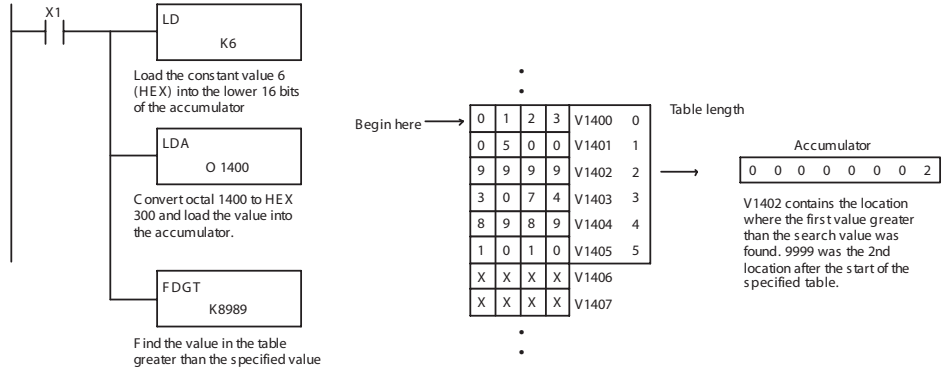 X1
LD
K6
Load the constant value 6
(HEX) into the lower 16 bits
of the accumulator
LDA
O 1400
Convert octal 1400 to HEX
300 and load the value into
the accumulator.
FDGT
K8989
Find the value in the table
greater than the specified value
Begin here
Table length
0 1 2 3 V1400 0
0 5 0 0 V1401 1
9 9 9 9 V1402 2
3 0 7 4 V1403 3
8 9 8 9 V1404 4
1 0 1 0 V1405 5
X X X X V1406
X X X X V1407
Accumulator
0 0 0 0 0 0 0 2
V1402 contains the location
where the first value greater
than the search value was
found. 9999 was the 2nd
location after the start of the
specified table.